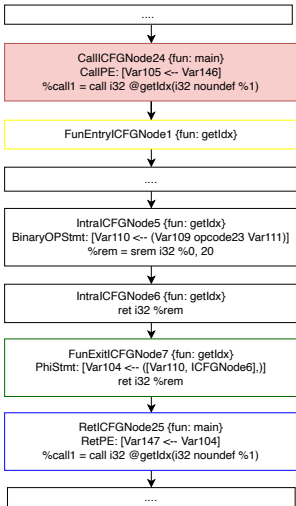 ....
CallICFGNode24 {fun: main}
CallPE: [Var105 <-- Var146]
%call1 = call i32 @getIdx(i32 noundef %1)
FunEntryICFGNode1 {fun: getIdx}
....
IntraICFGNode5 {fun: getIdx}
BinaryOPStmt: [Var110 <-- (Var109 opcode23 Var111)]
%rem = srem i32 %0, 20
IntraICFGNode6 {fun: getIdx}
ret i32 %rem
FunExitICFGNode7 {fun: getIdx}
PhiStmt: [Var104 <-- ([Var110, ICFGNode6],)]
ret i32 %rem
RetICFGNode25 {fun: main}
RetPE: [Var147 <-- Var104]
%call1 = call i32 @getIdx(i32 noundef %1)
....